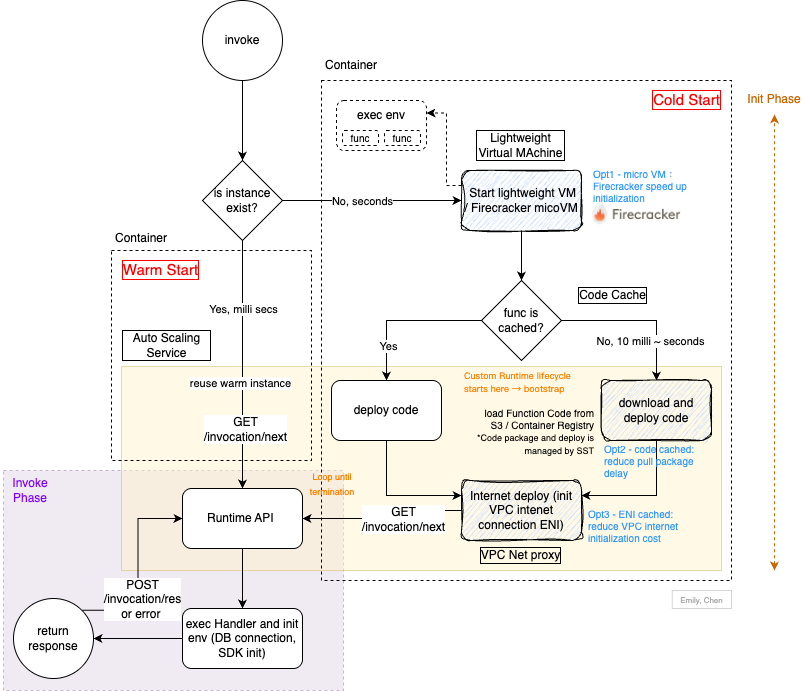 invoke
Container
Cold Start
Init Phase
exec env
func
func
Lightweight
Virtual MAchine
is instance
exist?
No, seconds
Start lightweight VM
/ Firecracker micoVM
Opt1 - micro VM :
Firecracker speed up
initialization
Firecracker
Container
Warm Start
Yes, milli secs
func is
cached?
Code Cache
Auto Scaling
Service
Yes
No, 10 milli ~ seconds
reuse warm instance
Custom Runtime lifecycle
starts here → bootstrap
GET
/invocation/next
deploy code
load Function Code from
S3 / Container Registry
*Code package and deploy is
managed by SST
download and
deploy code
Opt2 - code cached:
reduce pull package
delay
Invoke
Phase
Loop until
termination
Runtime API
GET
/invocation/next
Internet deploy (init
VPC intenet
connection ENI)
Opt3 - ENI cached:
reduce VPC internet
initialization cost
VPC Net proxy
POST
/invocation/res
or error
Emily, Chen
return
response
exec Handler and init
env (DB connection,
SDK init)